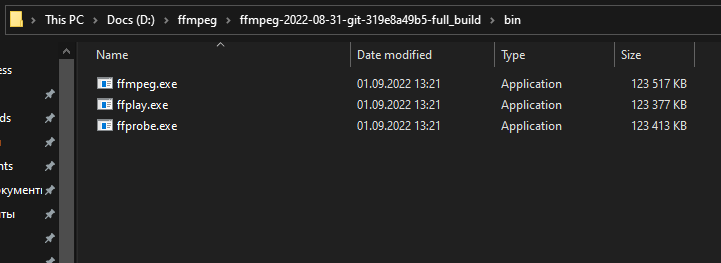 This PC > Docs (D:) > ffmpeg > ffmpeg-2022-08-31-git-319e8a49b5-full_build > bin
Name Date modified Type Size
ess
ffmpeg.exe 01.09.2022 13:21 Application 123 517 KB
ffplay.exe 01.09.2022 13:21 Application 123 377 KB
ds
ffprobe.exe 01.09.2022 13:21 Application 123 413 KB
nts
окументы
нты